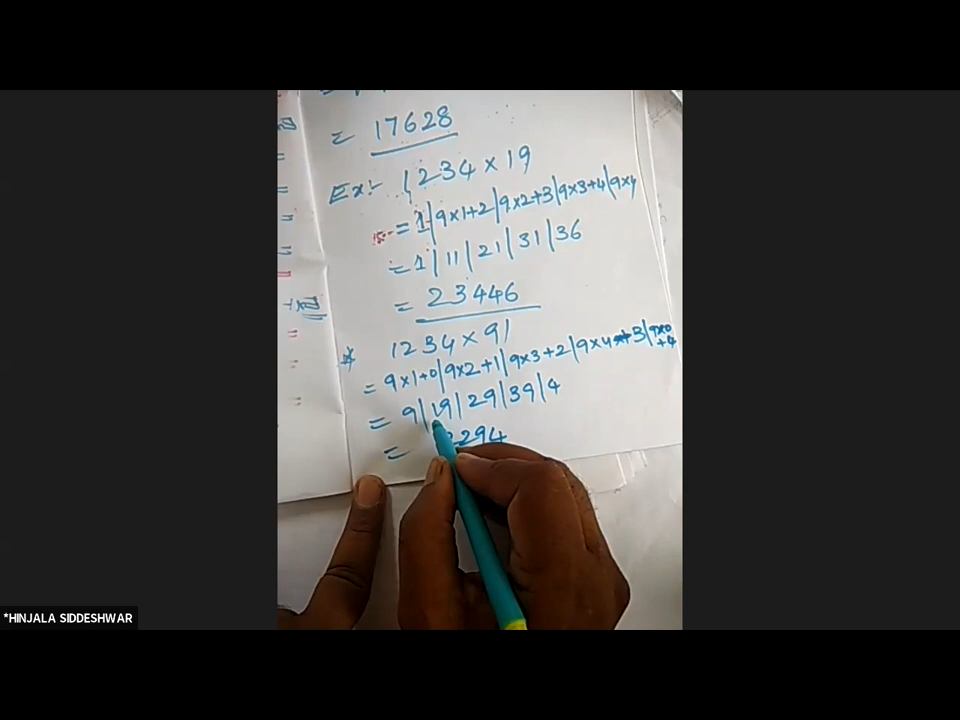 = 17628
Ex:- 1234 × 19
= 1|9×1+2|9×2+3|9×3+4|9×4
= 1|11|21|31|36
= 23446
* 1234 × 91
= 9×1+0|9×2+1|9×3+2|9×4+3|9×0+4
= 9|19|29|39|4
= 2294
*HINJALA SIDDESHWAR